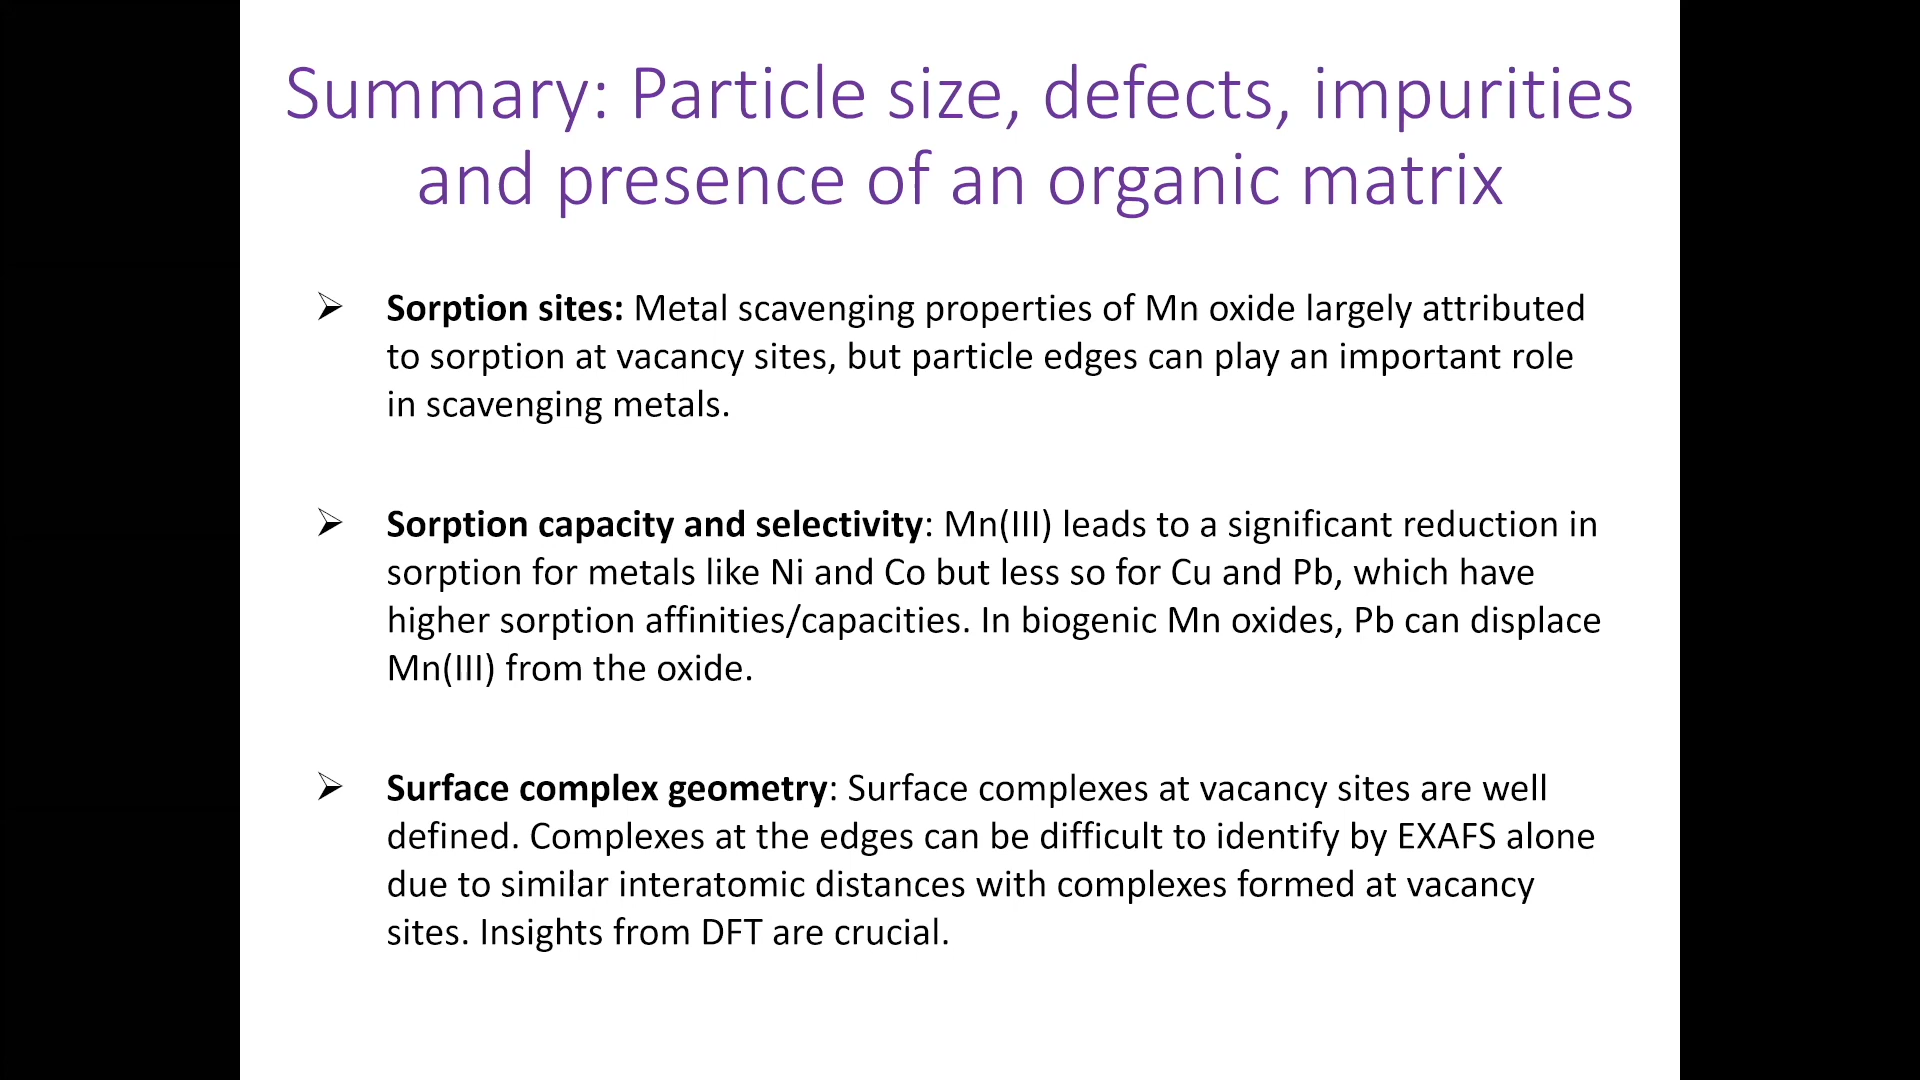 Summary: Particle size, defects, impurities
and presence of an organic matrix
➢ Sorption sites: Metal scavenging properties of Mn oxide largely attributed
to sorption at vacancy sites, but particle edges can play an important role
in scavenging metals.
➢ Sorption capacity and selectivity: Mn(III) leads to a significant reduction in
sorption for metals like Ni and Co but less so for Cu and Pb, which have
higher sorption affinities/capacities. In biogenic Mn oxides, Pb can displace
Mn(III) from the oxide.
➢ Surface complex geometry: Surface complexes at vacancy sites are well
defined. Complexes at the edges can be difficult to identify by EXAFS alone
due to similar interatomic distances with complexes formed at vacancy
sites. Insights from DFT are crucial.